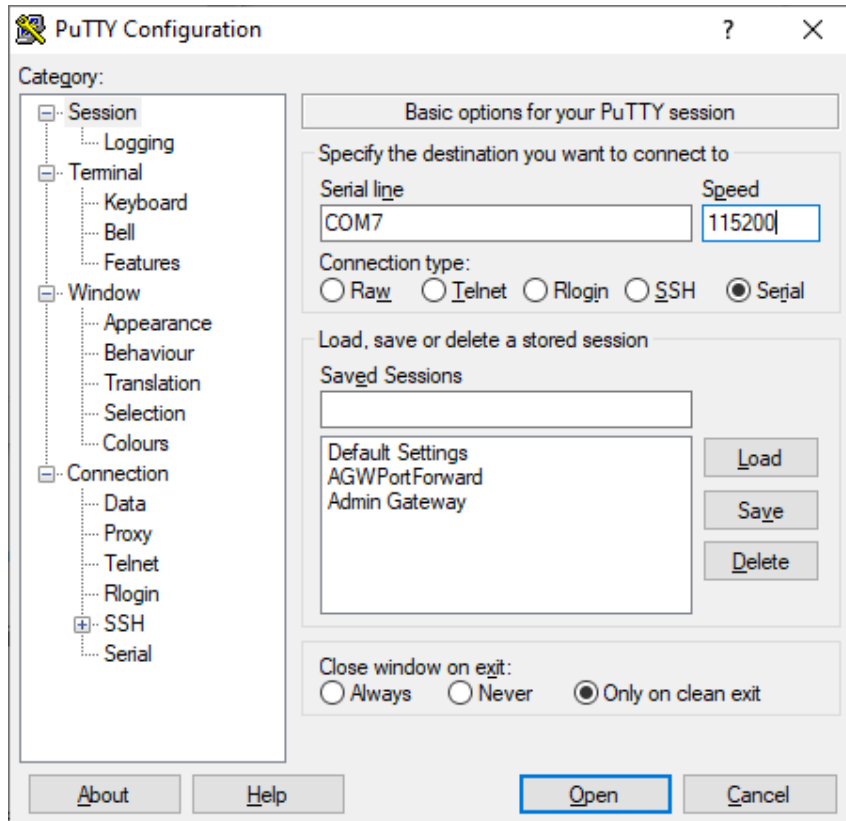 PuTTY Configuration
? ×
Category:
Session
Logging
Terminal
Keyboard
Bell
Features
Window
Appearance
Behaviour
Translation
Selection
Colours
Connection
Data
Proxy
Telnet
Rlogin
SSH
Serial
Basic options for your PuTTY session
Specify the destination you want to connect to
Serial line Speed
COM7 115200
Connection type:
Raw Telnet Rlogin SSH Serial
Load, save or delete a stored session
Saved Sessions
Default Settings
AGWPortForward
Admin Gateway
Load
Save
Delete
Close window on exit:
Always Never Only on clean exit
About Help Open Cancel